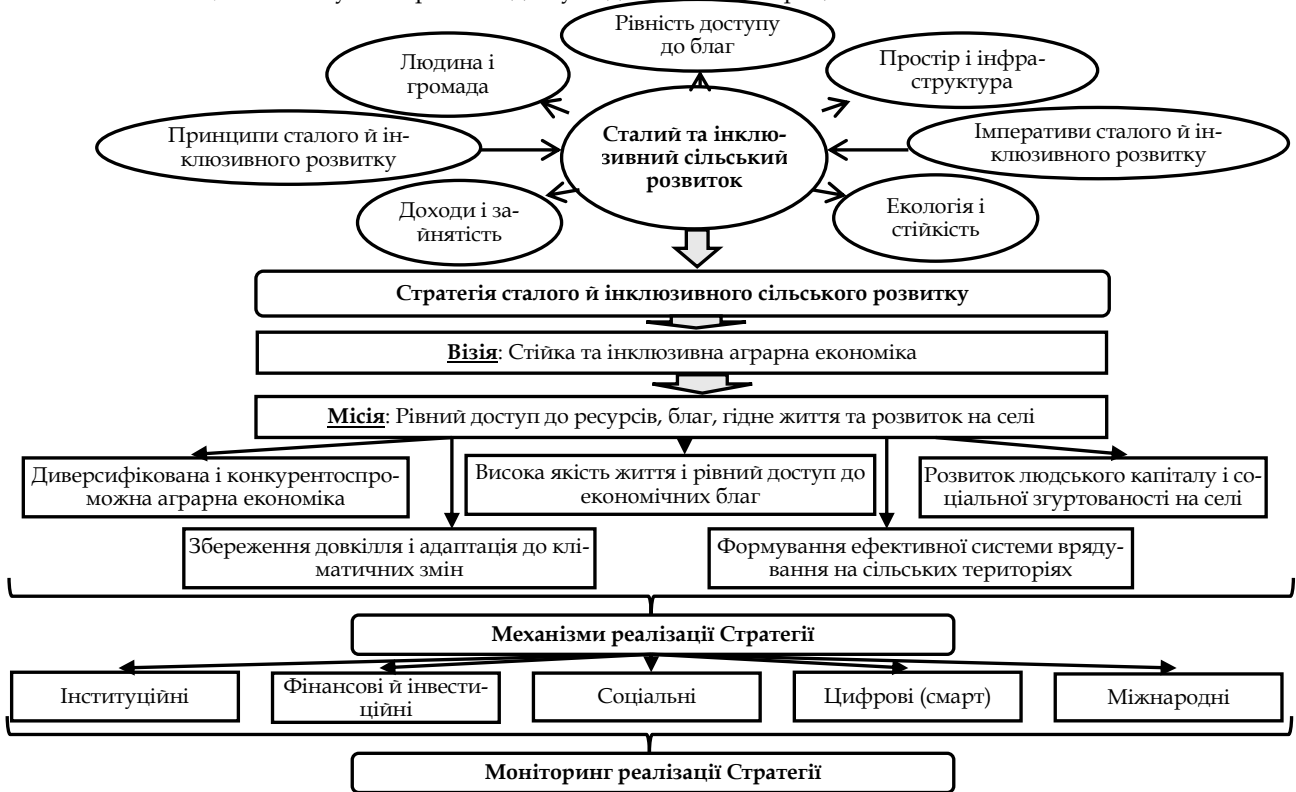 Рівність доступу
до благ
Людина і
громада
Простір і інфра-
структура
Принципи сталого й ін-
клюзивного розвитку
Сталий та інклю-
зивний сільський
розвиток
Імперативи сталого й ін-
клюзивного розвитку
Доходи і за-
йнятість
Екологія і
стійкість
Стратегія сталого й інклюзивного сільського розвитку
Візія: Стійка та інклюзивна аграрна економіка
Місія: Рівний доступ до ресурсів, благ, гідне життя та розвиток на селі
Диверсифікована і конкурентоспро-
можна аграрна економіка
Висока якість життя і рівний доступ до
економічних благ
Розвиток людського капіталу і со-
ціальної згуртованості на селі
Збереження довкілля і адаптація до клі-
матичних змін
Формування ефективної системи вряду-
вання на сільських територіях
Механізми реалізації Стратегії
Інституційні
Фінансові й інвести-
ційні
Соціальні
Цифрові (смарт)
Міжнародні
Моніторинг реалізації Стратегії